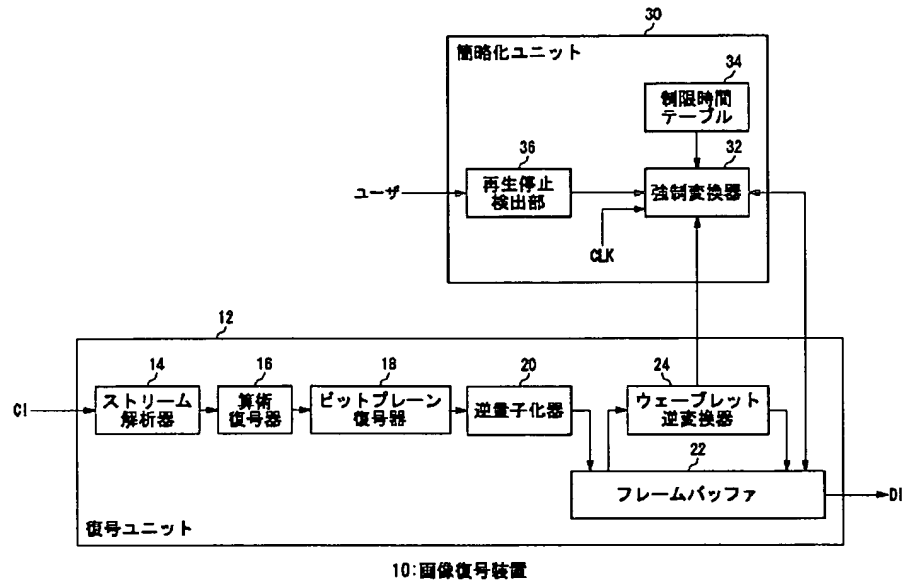 30
簡略化ユニット
34
制限時間
テーブル
36
32
ユーザ
再生停止
検出部
強制変換器
CLK
12
14
16
18
20
24
CI
ストリーム
解析器
算術
復号器
ビットプレーン
復号器
逆量子化器
ウェーブレット
逆変換器
22
フレームバッファ
DI
復号ユニット
10:画像復号装置